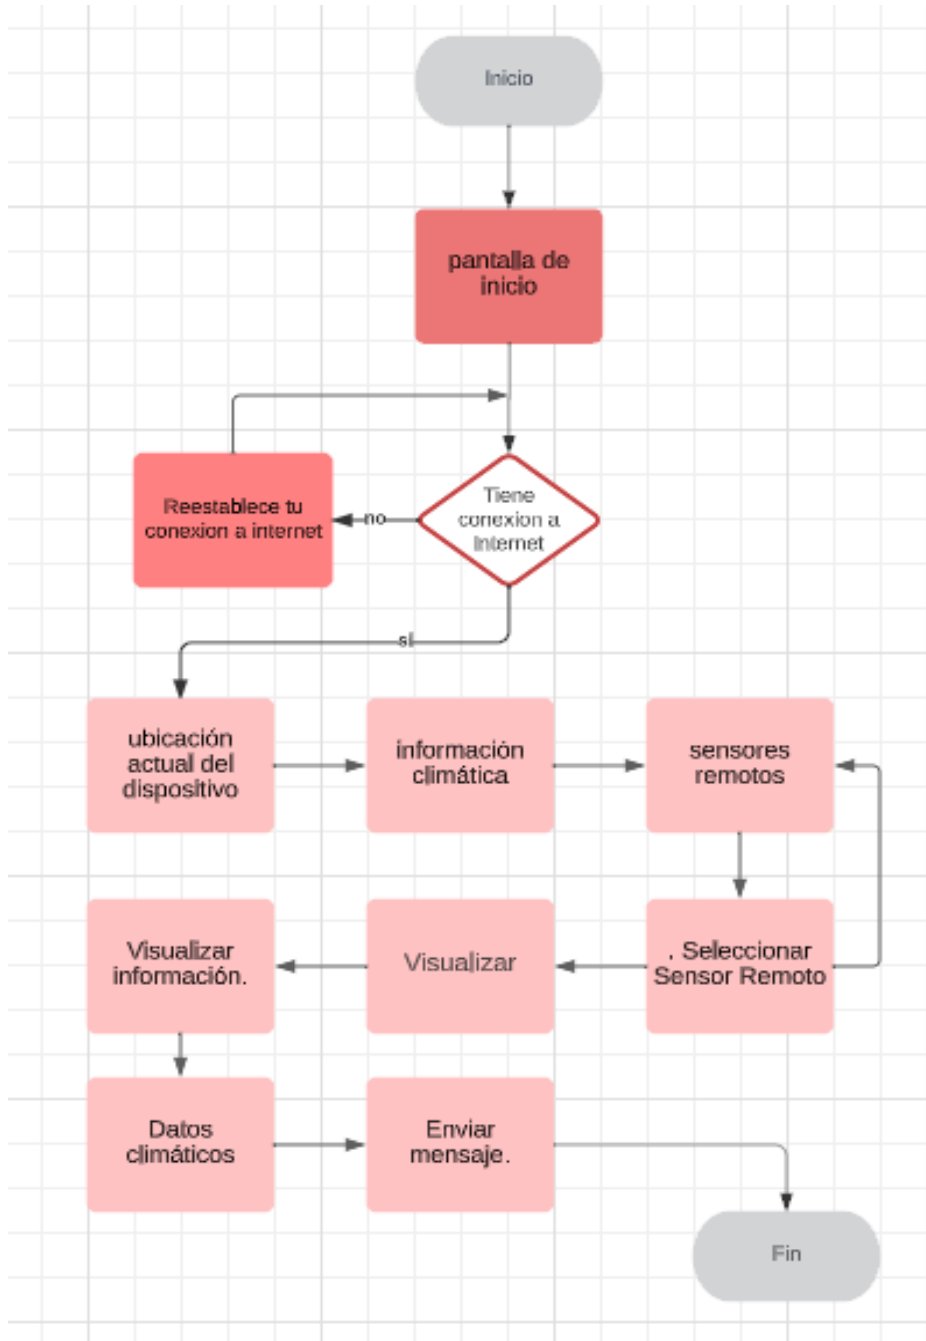 Inicio
pantalla de
inicio
Tiene
conexion a
Internet
no
Reestablece tu
conexion a internet
si
ubicación
actual del
dispositivo
información
climática
sensores
remotos
. Seleccionar
Sensor Remoto
Visualizar
Visualizar
información.
Datos
climáticos
Enviar
mensaje.
Fin